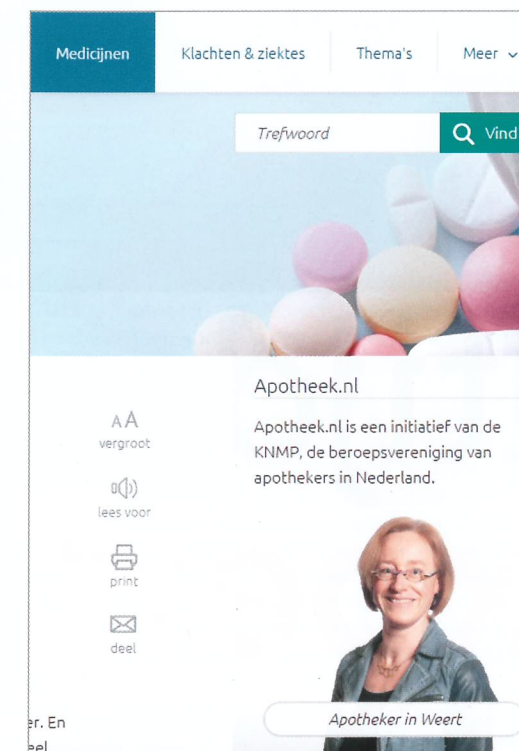 Medicijnen
Klachten & ziektes
Thema's
Meer
Trefwoord
Vind
Apotheek.nl
Apotheek.nl is een initiatief van de
KNMP, de beroepsvereniging van
apothekers in Nederland.
AA
vergroot
lees voor
print
deel
Apotheker in Weert
er. En
eel